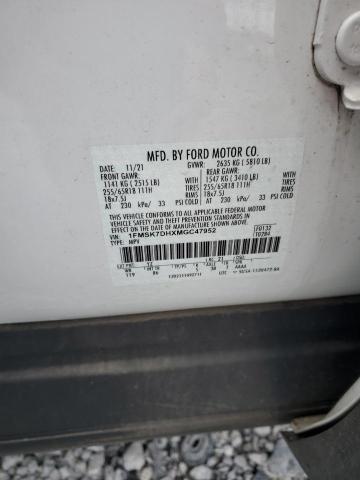 MFD. BY FORD MOTOR CO.
DATE: 11/21 GVWR: 2635 KG ( 5810 LB)
FRONT GAWR: REAR GAWR:
1141 KG ( 2515 LB) 1547 KG ( 3410 LB)
255/65R18 111H TIRES 255/65R18 111H TIRES
18x7.5J RIMS 18x7.5J RIMS
AT 230 kPa/ 33 PSI COLD AT 230 kPa/ 33 PSI COLD
THIS VEHICLE CONFORMS TO ALL APPLICABLE FEDERAL MOTOR
VEHICLE SAFETY AND THEFT PREVENTION STANDARDS IN
EFFECT ON THE DATE OF MANUFACTURE SHOWN ABOVE.
VIN: 1FMSK7DHXMGC47952 F0132
TYPE: MPV T0284